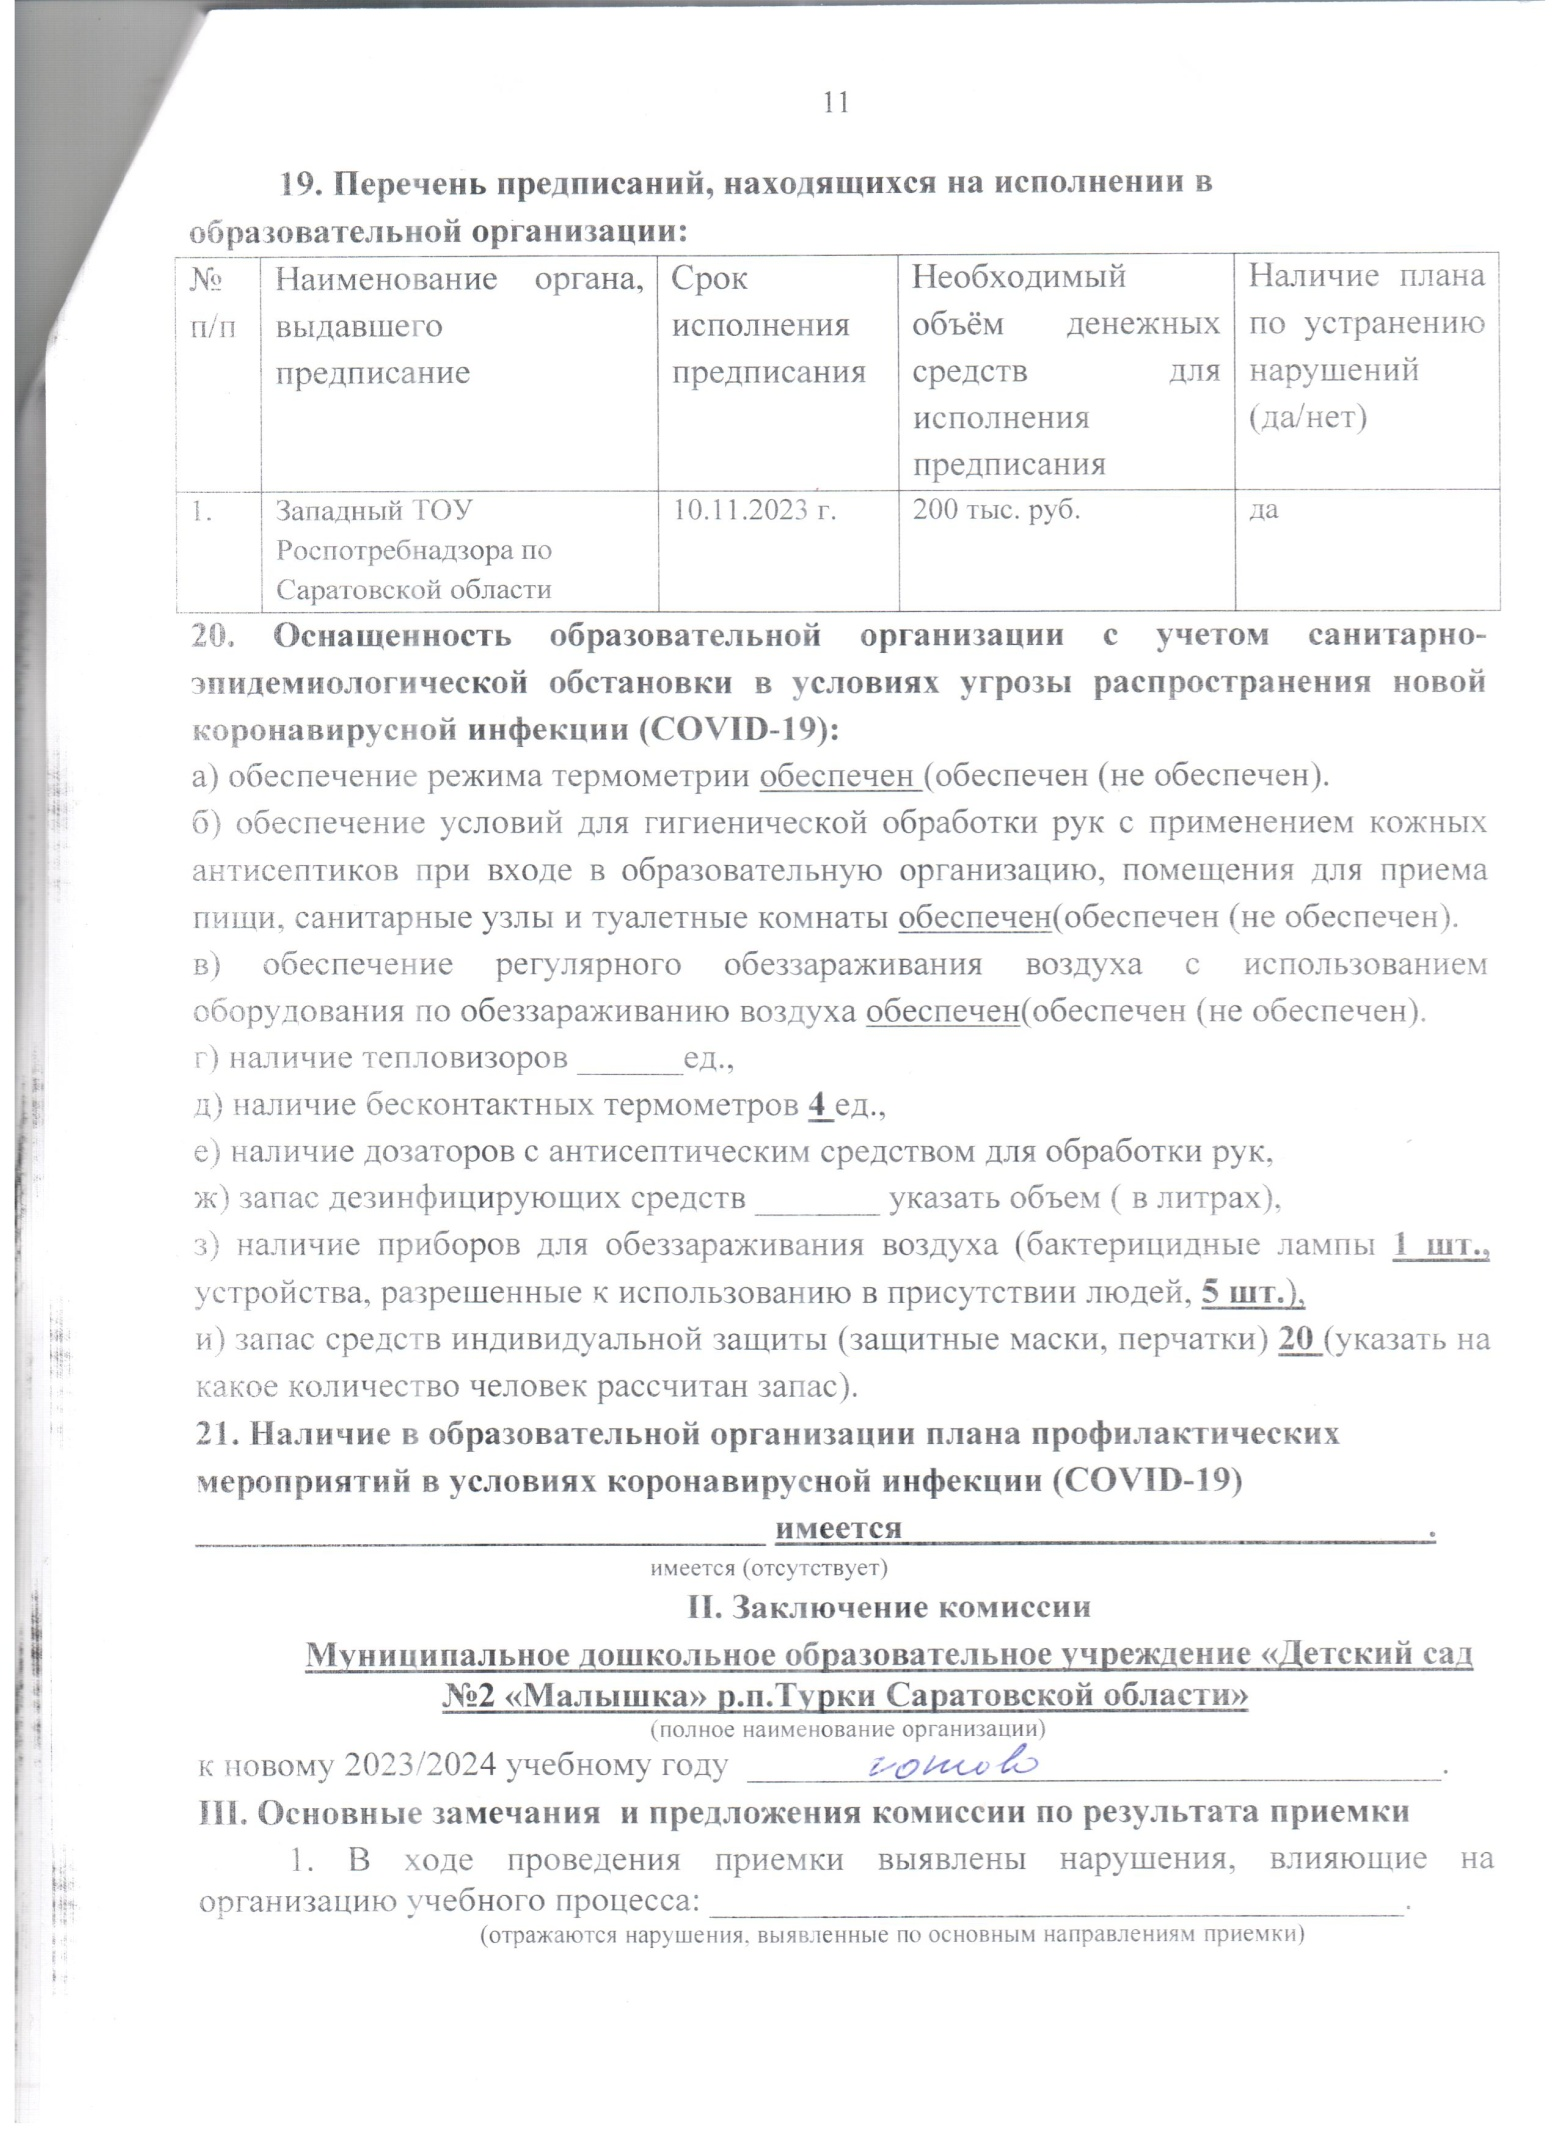 11
19. Перечень предписаний, находящихся на исполнении в
образовательной организации:
№
п/п
Наименование органа,
выдавшего
предписание
Срок
исполнения
предписания
Необходимый
объём денежных
средств для
исполнения
предписания
Наличие плана
по устранению
нарушений
(да/нет)
1.
Западный ТОУ
Роспотребнадзора по
Саратовской области
10.11.2023 г.
200 тыс. руб.
да
20. Оснащенность образовательной организации с учетом санитарно-
эпидемиологической обстановки в условиях угрозы распространения новой
коронавирусной инфекции (COVID-19):
а) обеспечение режима термометрии обеспечен (обеспечен (не обеспечен).
б) обеспечение условий для гигиенической обработки рук с применением кожных
антисептиков при входе в образовательную организацию, помещения для приема
пищи, санитарные узлы и туалетные комнаты обеспечен(обеспечен (не обеспечен).
в) обеспечение регулярного обеззараживания воздуха с использованием
оборудования по обеззараживанию воздуха обеспечен(обеспечен (не обеспечен).
г) наличие тепловизоров ______ед.,
д) наличие бесконтактных термометров 4 ед.,
е) наличие дозаторов с антисептическим средством для обработки рук,
ж) запас дезинфицирующих средств _______ указать объем ( в литрах),
з) наличие приборов для обеззараживания воздуха (бактерицидные лампы 1 шт.,
устройства, разрешенные к использованию в присутствии людей, 5 шт.),
и) запас средств индивидуальной защиты (защитные маски, перчатки) 20 (указать на
какое количество человек рассчитан запас).
21. Наличие в образовательной организации плана профилактических
мероприятий в условиях коронавирусной инфекции (COVID-19)
________________________________ имеется______________________________.
имеется (отсутствует)
II. Заключение комиссии
Муниципальное дошкольное образовательное учреждение «Детский сад
№2 «Малышка» р.п.Турки Саратовской области»
(полное наименование организации)
к новому 2023/2024 учебному году _______готово_______________________.
III. Основные замечания и предложения комиссии по результата приемки
1. В ходе проведения приемки выявлены нарушения, влияющие на
организацию учебного процесса: _______________________________________.
(отражаются нарушения, выявленные по основным направлениям приемки)